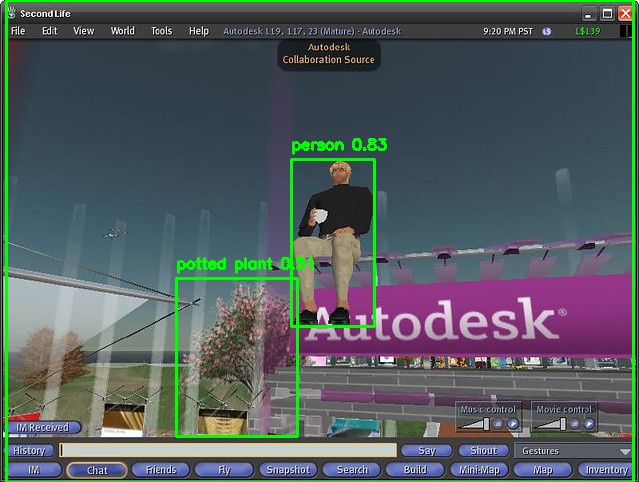 Second Life
File Edit View World Tools Help Autodesk 119, 117, 23 (Mature) - Autodesk 9:20 PM PST L$ L$139
Autodesk
Collaboration Source
person 0.83
potted plant 0.51
Autodesk®
Music control Movie control
IM Received
History Say Shout Gestures
IM Chat Friends Fly Snapshot Search Build Mini-Map Map Inventory